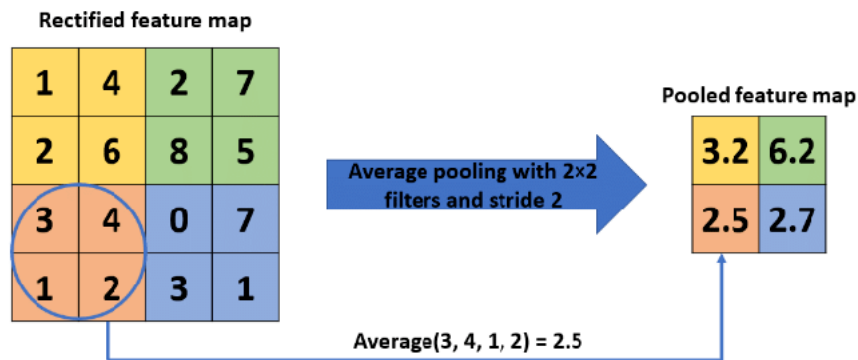 Rectified feature map
1 4 2 7
2 6 8 5
3 4 0 7
1 2 3 1
Average pooling with 2×2
filters and stride 2
Pooled feature map
3.2 6.2
2.5 2.7
Average(3, 4, 1, 2) = 2.5